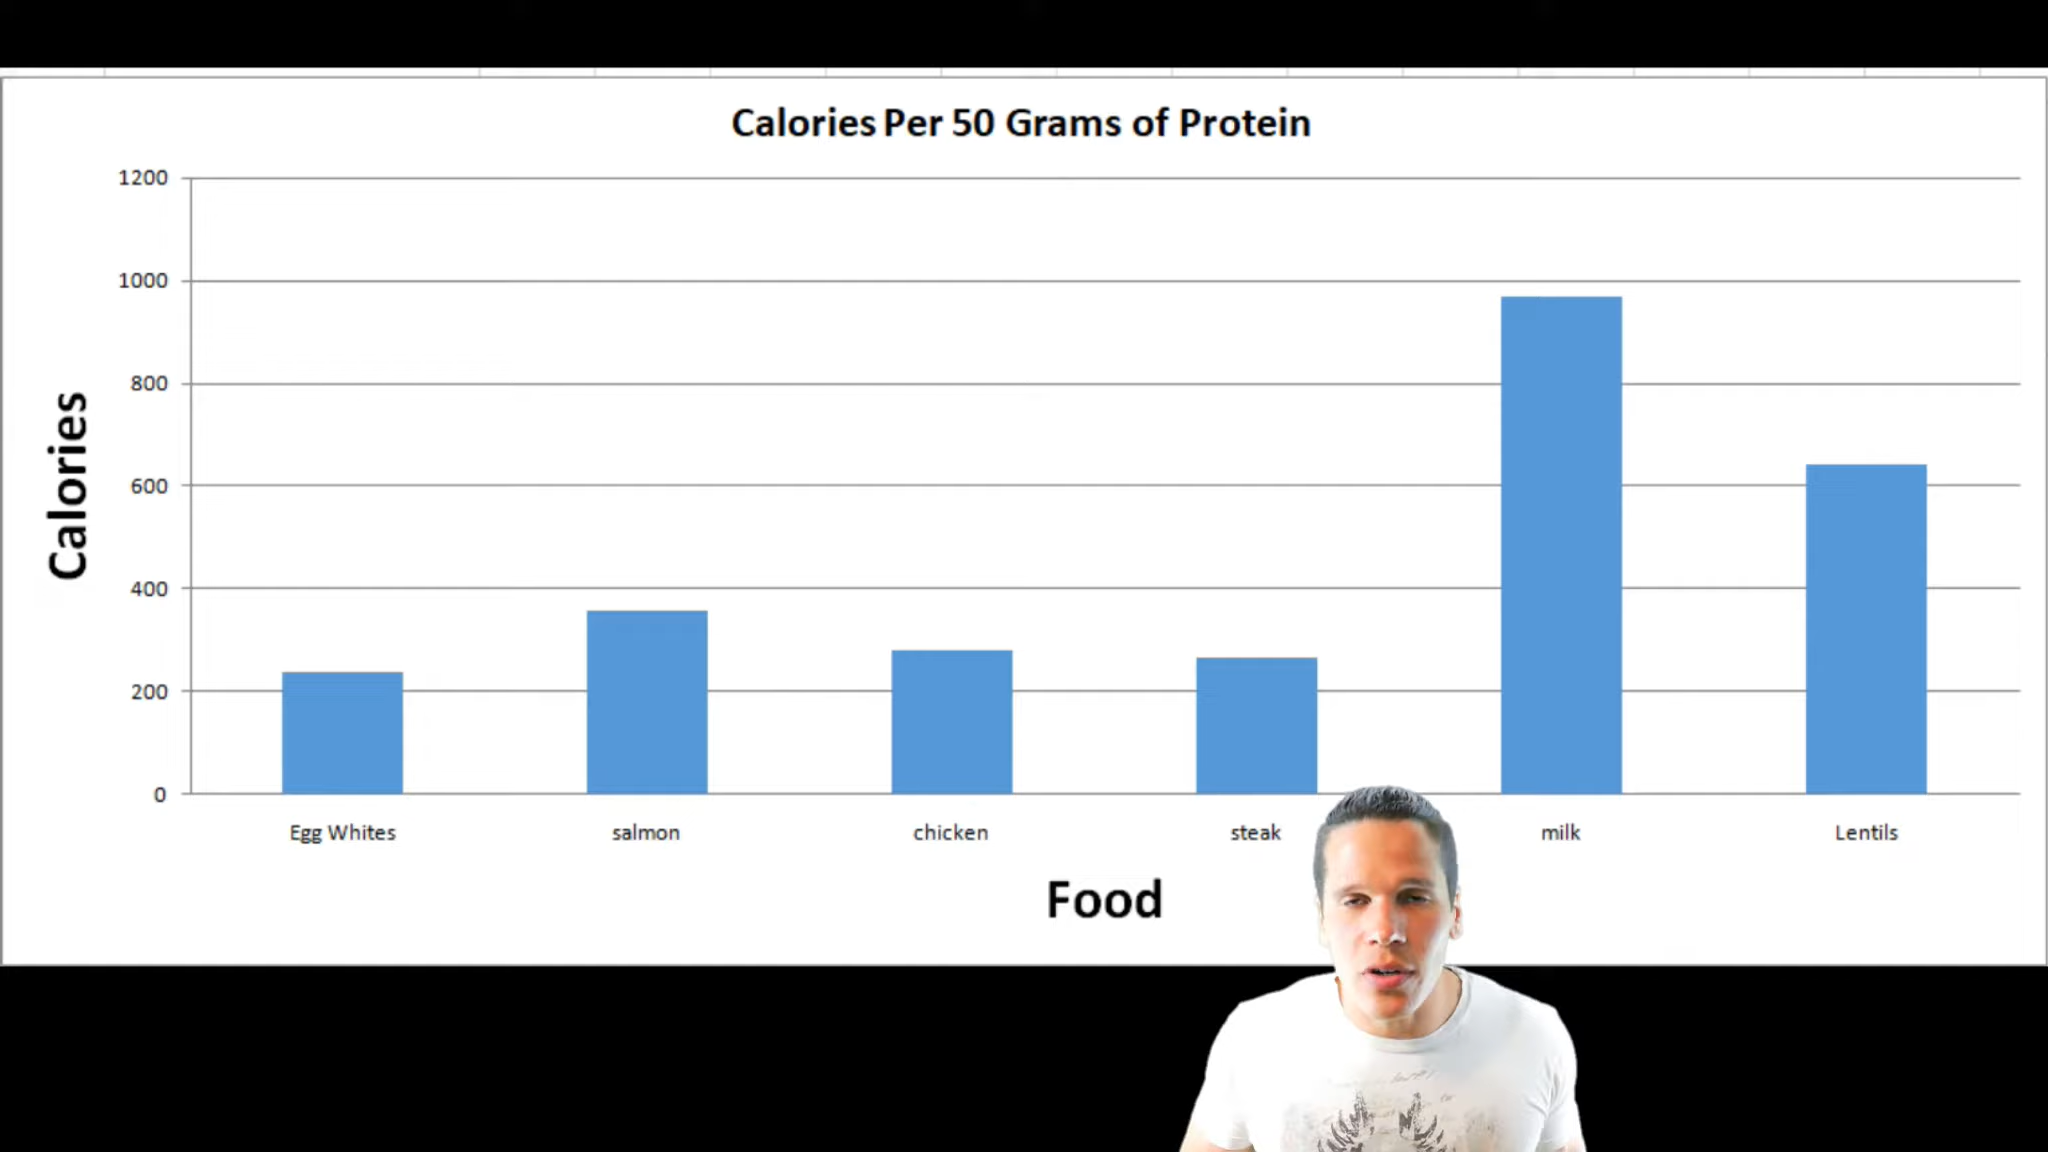 Calories Per 50 Grams of Protein
1200
1000
800
600
400
200
0
Calories
Egg Whites salmon chicken steak milk Lentils
Food